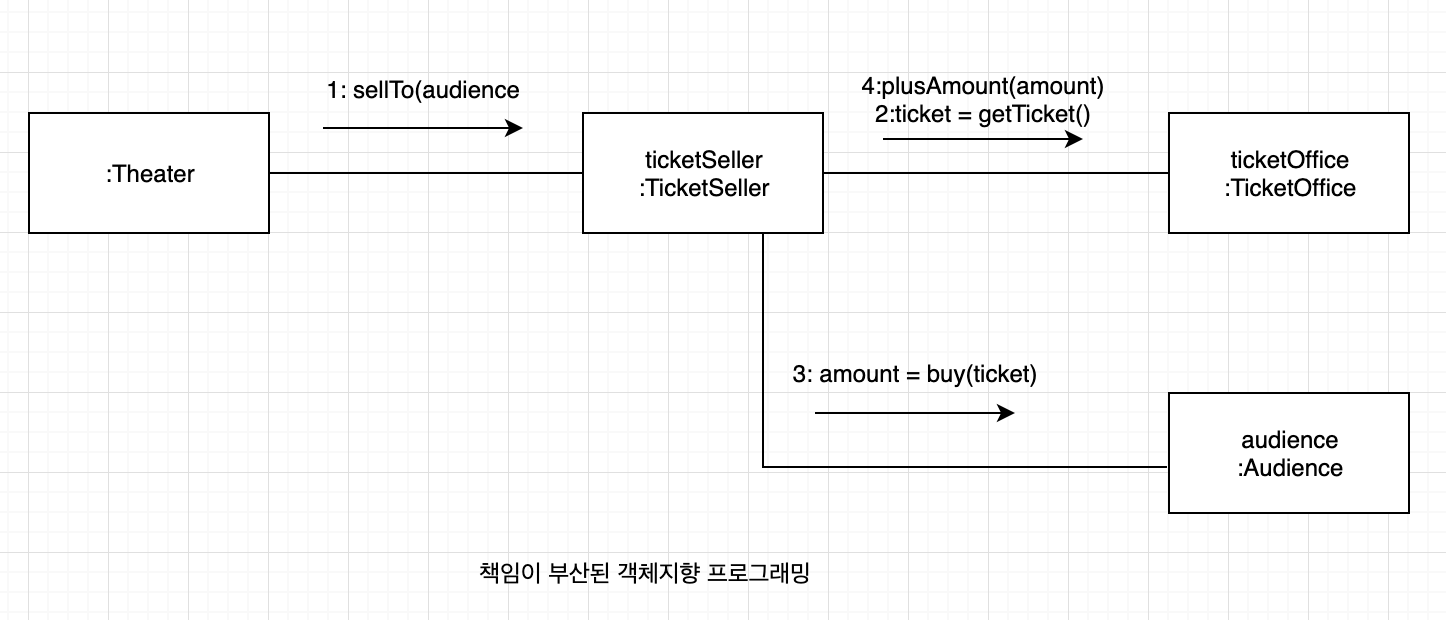 1: sellTo(audience
4:plusAmount(amount)
2:ticket = getTicket()
:Theater
ticketSeller
:TicketSeller
ticketOffice
:TicketOffice
3: amount = buy(ticket)
audience
:Audience
책임이 부산된 객체지향 프로그래밍